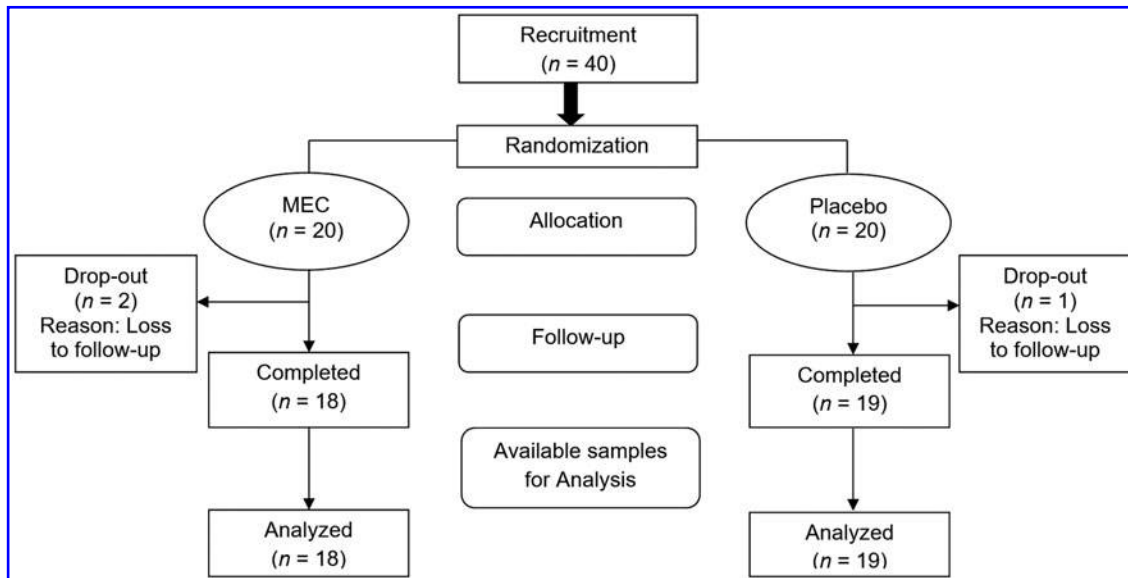 Recruitment
(n = 40)
Randomization
MEC
(n = 20)
Allocation
Placebo
(n = 20)
Drop-out
(n = 2)
Reason: Loss
to follow-up
Follow-up
Drop-out
(n = 1)
Reason: Loss
to follow-up
Completed
(n = 18)
Completed
(n = 19)
Available samples
for Analysis
Analyzed
(n = 18)
Analyzed
(n = 19)